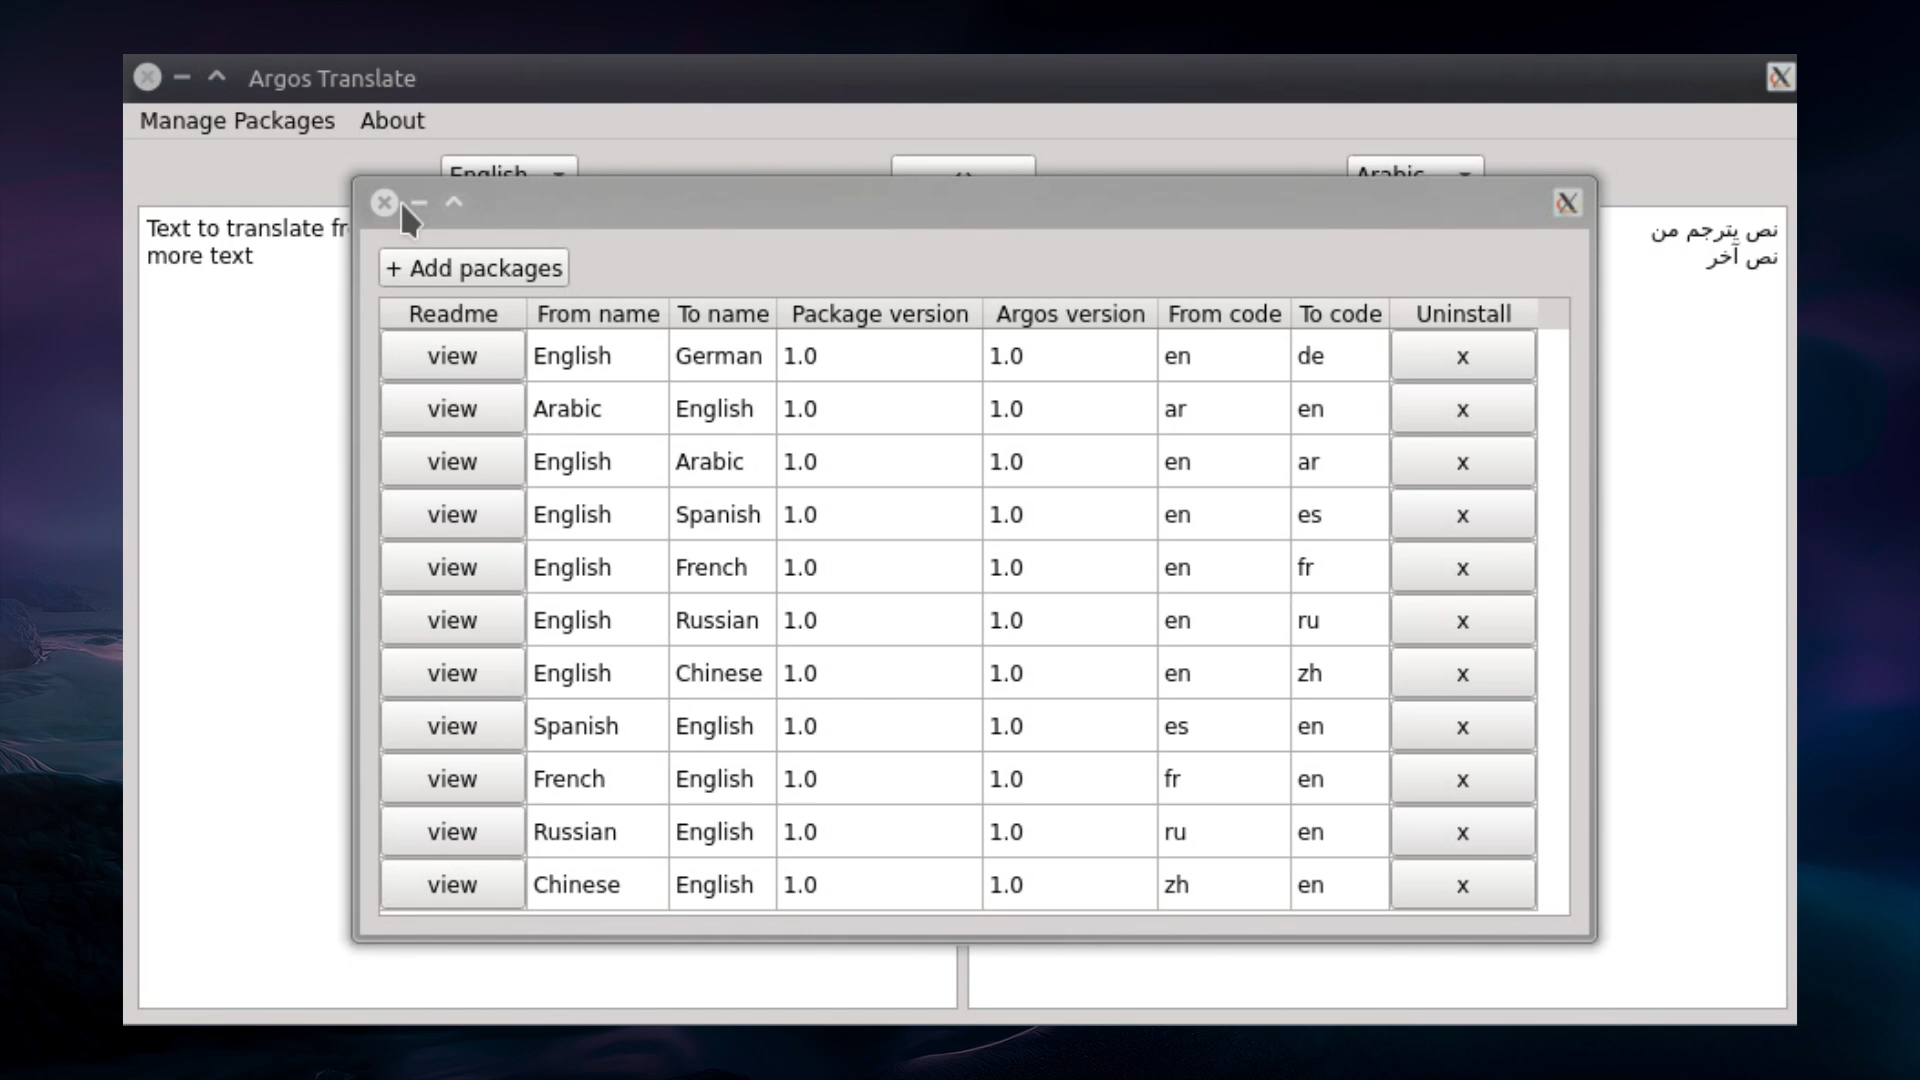 Argos Translate
Manage Packages About
English Arabic
Text to translate
more text
نص يترجم من
نص آخر
+ Add packages
Readme From name To name Package version Argos version From code To code Uninstall
view English German 1.0 1.0 en de x
view Arabic English 1.0 1.0 ar en x
view English Arabic 1.0 1.0 en ar x
view English Spanish 1.0 1.0 en es x
view English French 1.0 1.0 en fr x
view English Russian 1.0 1.0 en ru x
view English Chinese 1.0 1.0 en zh x
view Spanish English 1.0 1.0 es en x
view French English 1.0 1.0 fr en x
view Russian English 1.0 1.0 ru en x
view Chinese English 1.0 1.0 zh en x